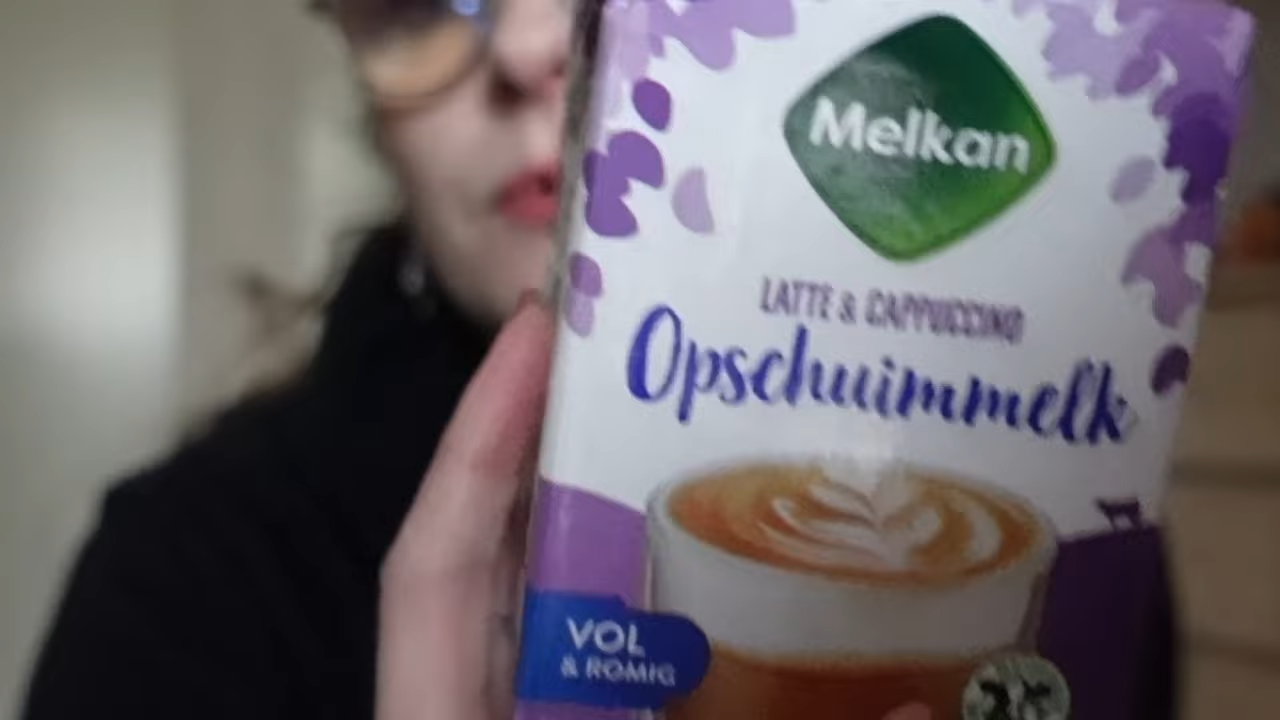 Melkan
LATTE & CAPPUCCINO
Opschuimmelk
VOL
& ROMIG